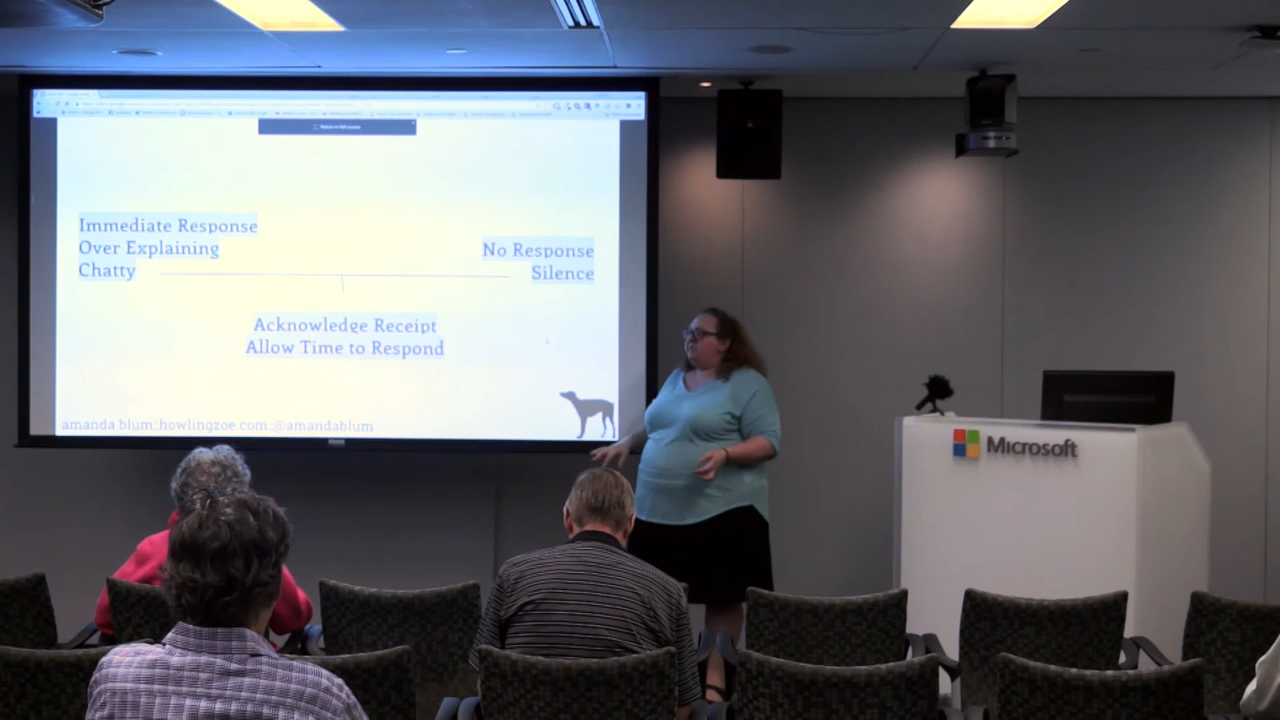 Immediate Response
Over Explaining
Chatty
No Response
Silence
Acknowledge Receipt
Allow Time to Respond
amanda blum::howlingzoe com::@amandablum
Microsoft